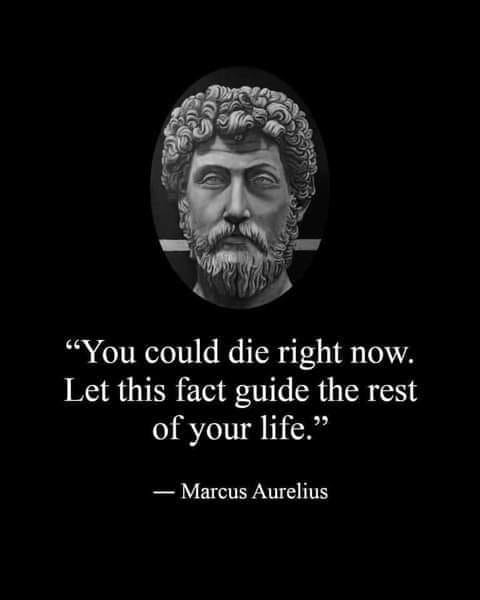 “You could die right now.
Let this fact guide the rest
of your life.”
— Marcus Aurelius